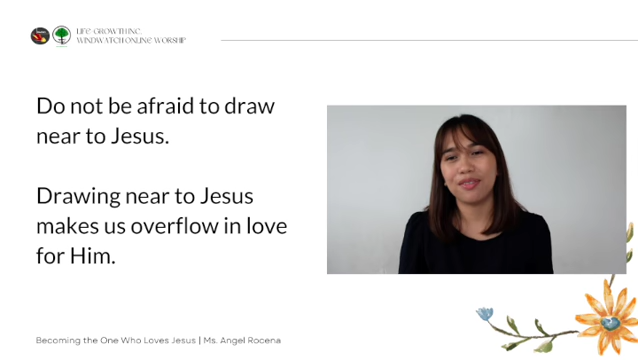 LIFE GROWTH INC.
WINDWATCH ONLINE WORSHIP
Do not be afraid to draw
near to Jesus.
Drawing near to Jesus
makes us overflow in love
for Him.
Becoming the One Who Loves Jesus | Ms. Angel Rocena